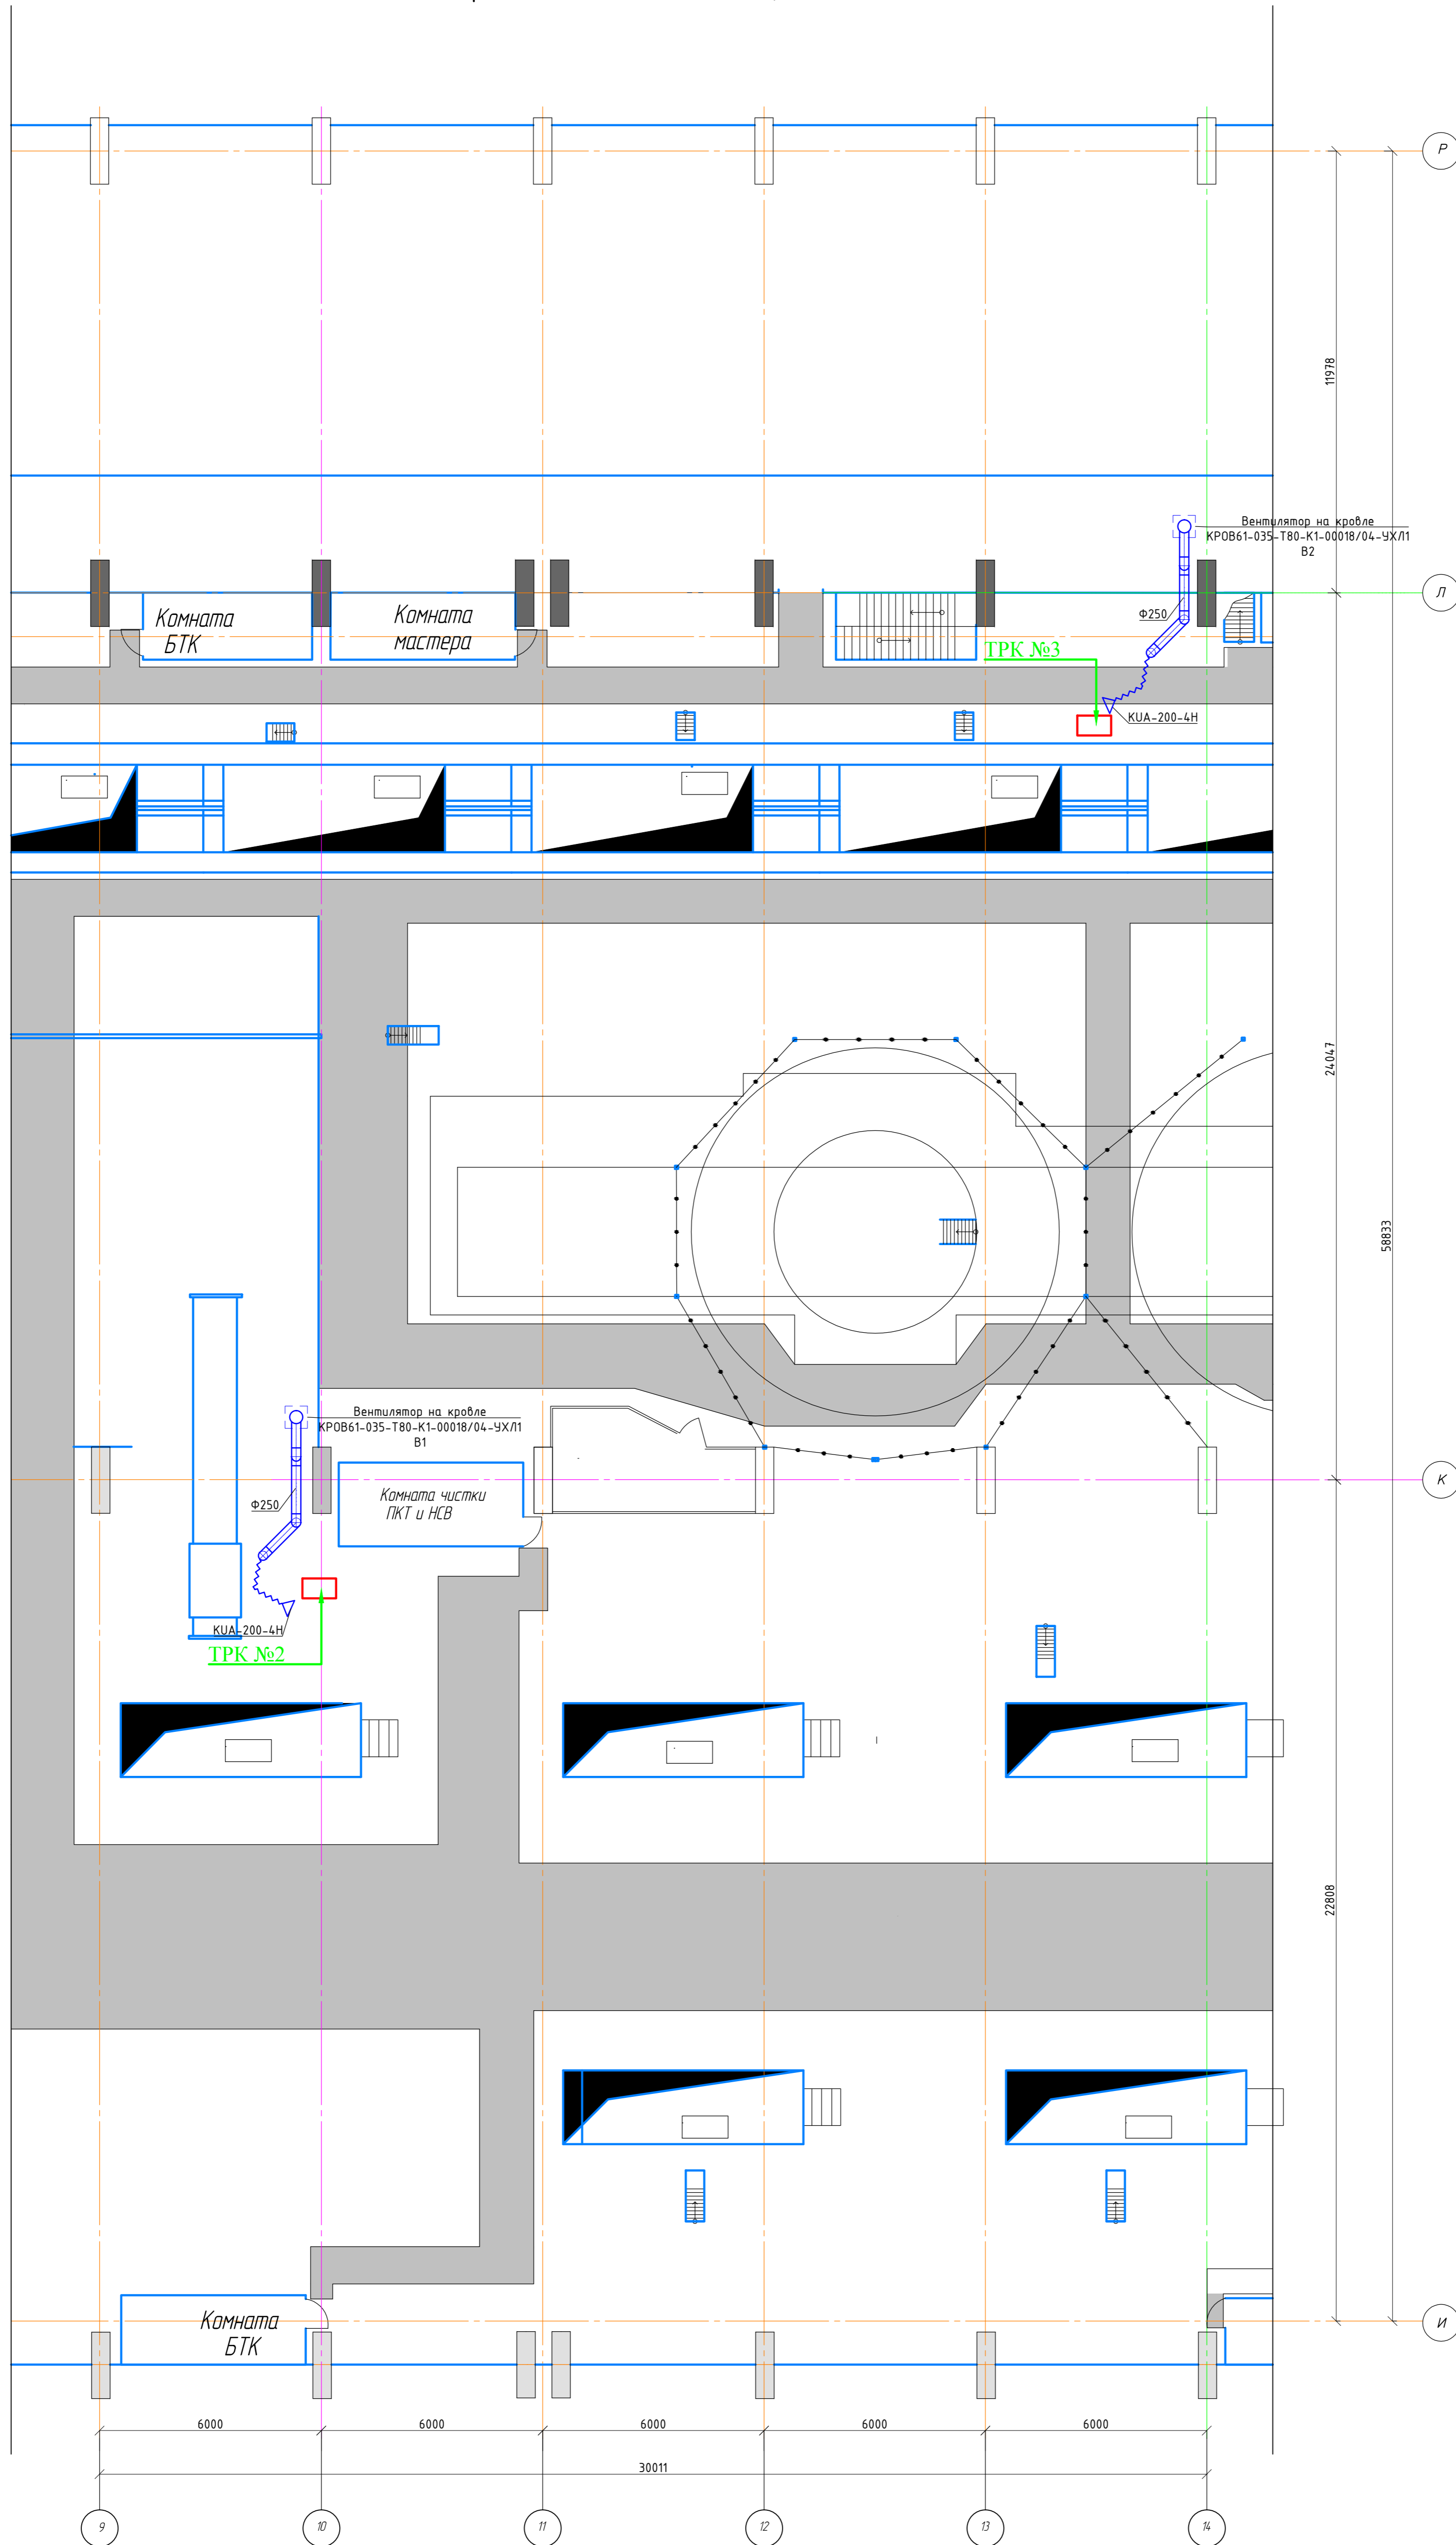 Р
11978
Вентилятор на кровле
КРОВ61-035-Т80-К1-00018/04-УХЛ1
В2
Л
Комната
БТК
Комната
мастера
Ф250
ТРК №3
KUA-200-4H
24047
58833
Вентилятор на кровле
КРОВ61-035-Т80-К1-00018/04-УХЛ1
В1
К
Комната чистки
ПКТ и НСВ
Ф250
KUA-200-4H
ТРК №2
22808
Комната
БТК
И
6000
6000
6000
6000
6000
30011
9
10
11
12
13
14